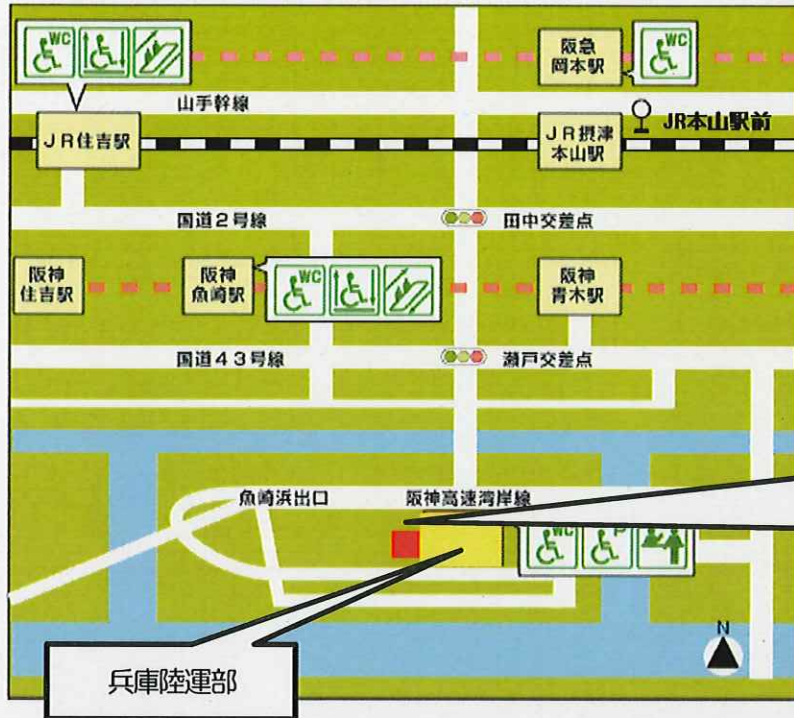 WC
阪急
岡本駅
WC
山手幹線
JR住吉駅
JR摂津
本山駅
JR本山駅前
国道2号線
田中交差点
阪神
住吉駅
阪神
魚崎駅
WC
阪神
青木駅
国道43号線
瀬戸交差点
魚崎浜出口
阪神高速湾岸線
WC
P
N
兵庫陸運部